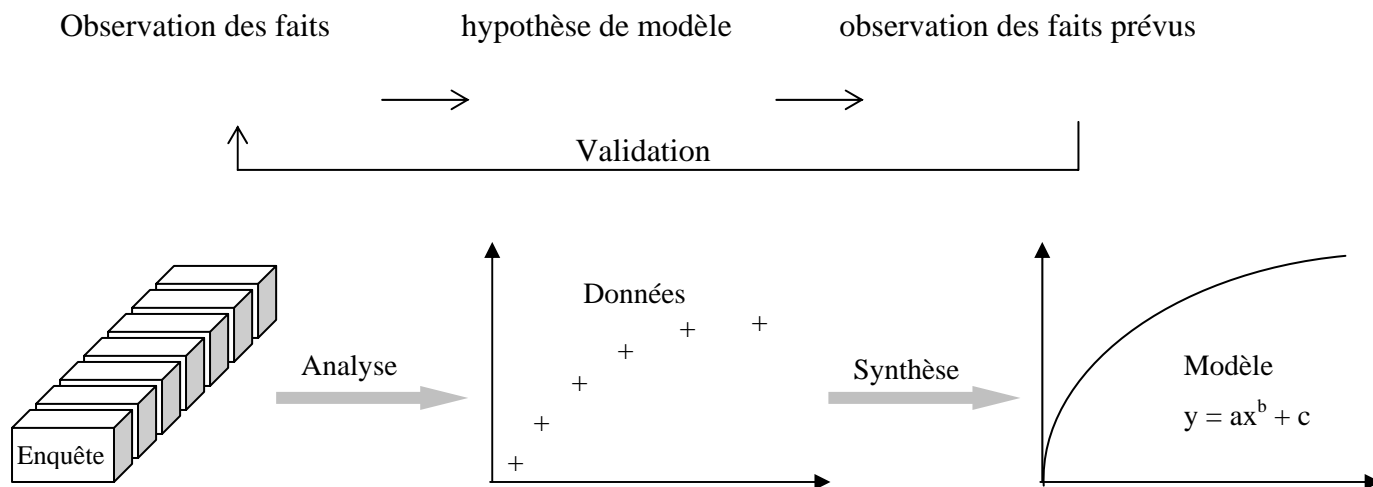 Observation des faits hypothèse de modèle observation des faits prévus
Validation
Données
Analyse
Synthèse
Modèle
y = ax^b + c
Enquête